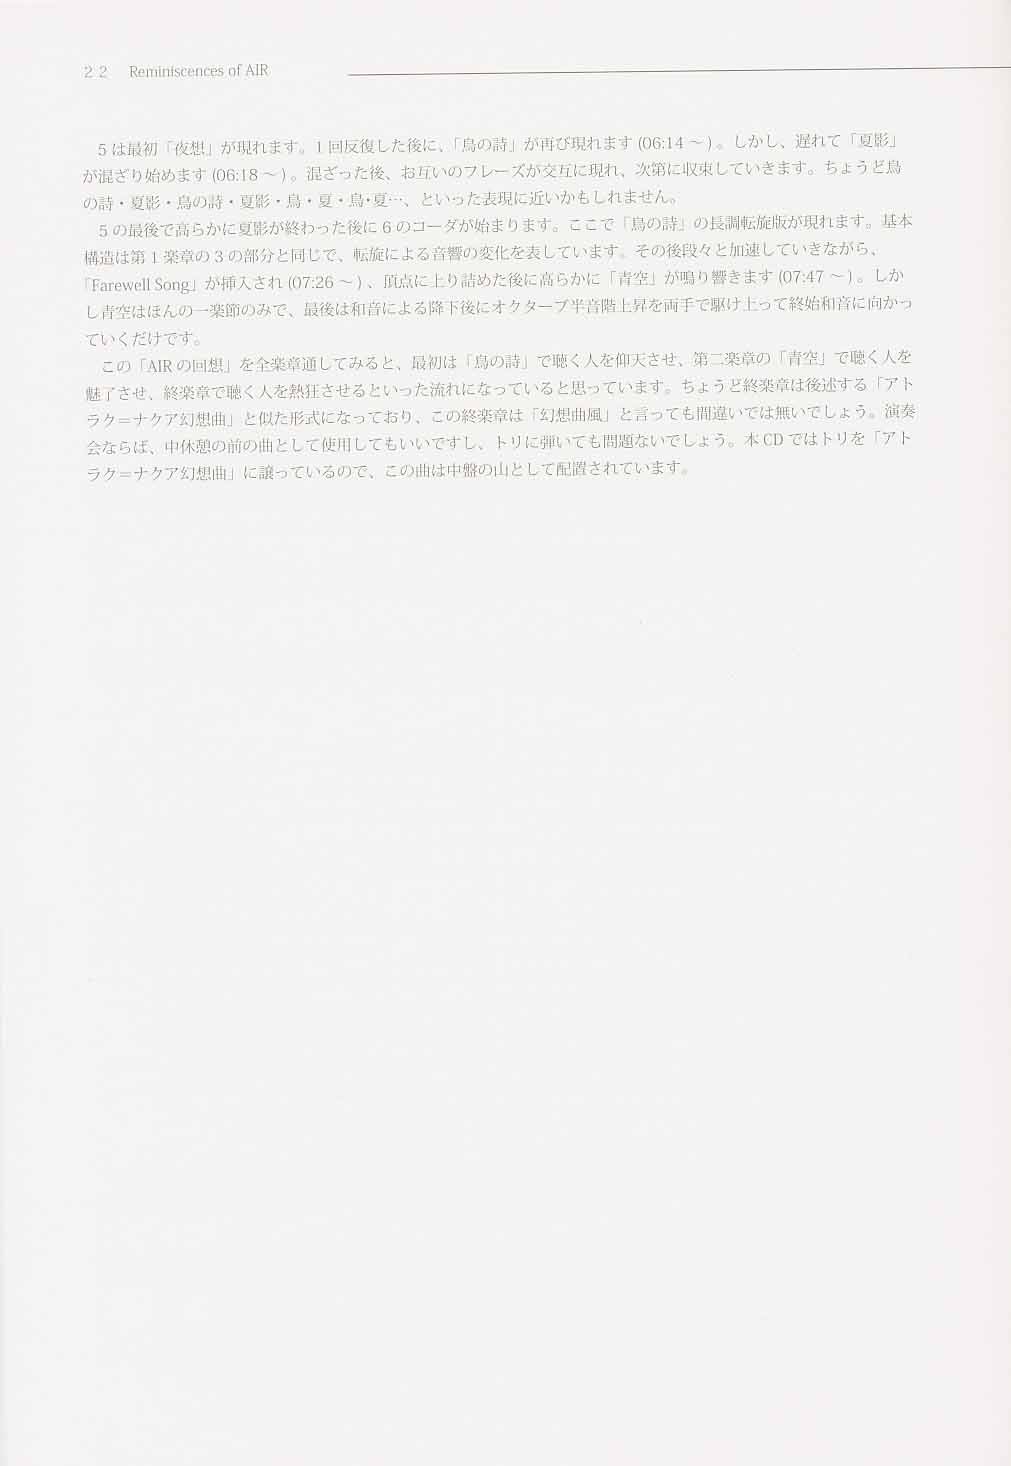 22 Reminiscences of AIR
5は最初「夜想」が現れます。1回反復した後に、「鳥の詩」が再び現れます (06:14 ～ ) 。しかし、遅れて「夏影」
が混ざり始めます (06:18 ～ ) 。混ざった後、お互いのフレーズが交互に現れ、次第に収束していきます。ちょうど鳥
の詩・夏影・鳥の詩・夏影・鳥・夏・鳥・夏…、といった表現に近いかもしれません。
5の最後で高らかに夏影が終わった後に6のコーダが始まります。ここで「鳥の詩」の長調転旋版が現れます。基本
構造は第1楽章の3の部分と同じで、転旋による音響の変化を表しています。その後段々と加速していきながら、
「Farewell Song」が挿入され (07:26 ～ ) 、頂点に上り詰めた後に高らかに「青空」が鳴り響きます (07:47 ～ ) 。しか
し青空はほんの一楽節のみで、最後は和音による降下後にオクターブ半音階上昇を両手で駆け上って終始和音に向かっ
ていくだけです。
この「AIRの回想」を全楽章通してみると、最初は「鳥の詩」で聴く人を仰天させ、第二楽章の「青空」で聴く人を
魅了させ、終楽章で聴く人を熱狂させるといった流れになっていると思っています。ちょうど終楽章は後述する「アト
ラク＝ナクア幻想曲」と似た形式になっており、この終楽章は「幻想曲風」と言っても間違いでは無いでしょう。演奏
会ならば、中休憩の前の曲として使用してもいいですし、トリに弾いても問題ないでしょう。本CDではトリを「アト
ラク＝ナクア幻想曲」に譲っているので、この曲は中盤の山として配置されています。